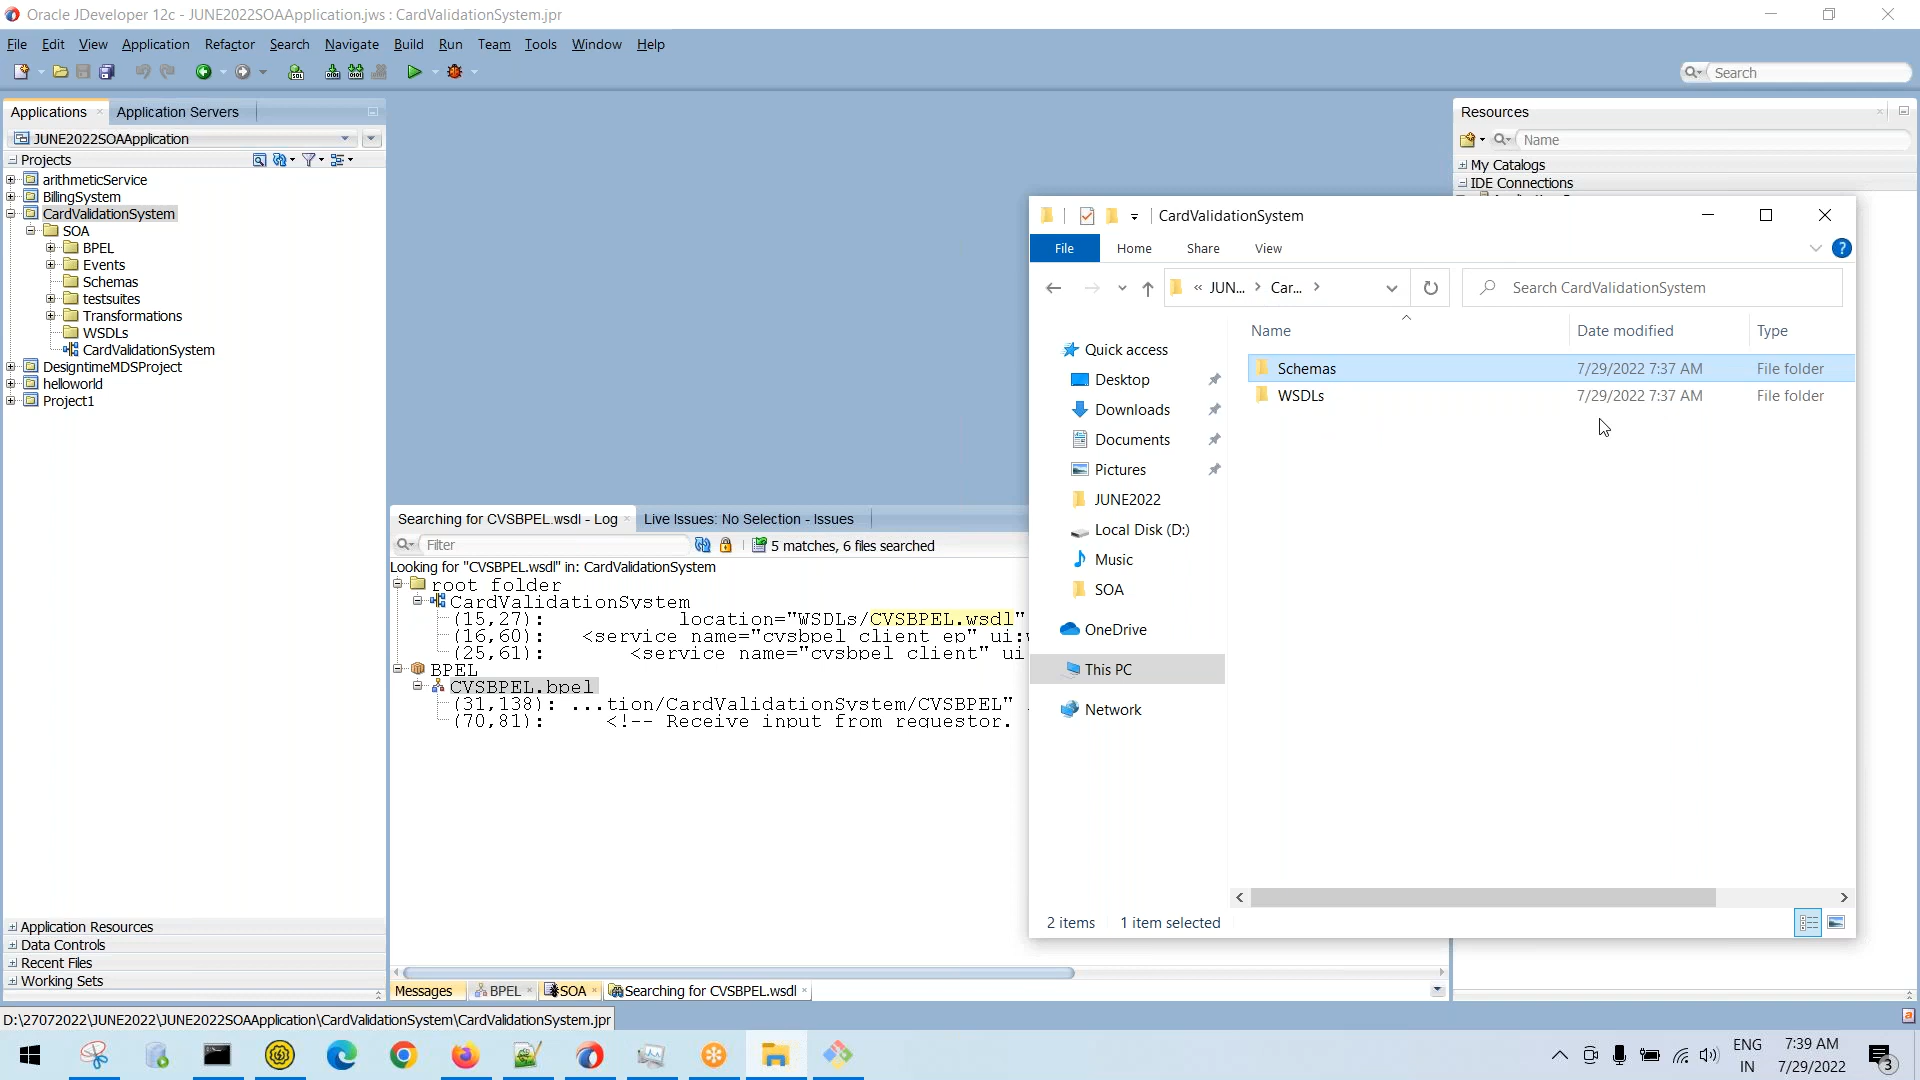 Oracle JDeveloper 12c - JUNE2022SOAApplication.jws : CardValidationSystem.jpr
File Edit View Application Refactor Search Navigate Build Run Team Tools Window Help
Search
Applications Application Servers
JUNE2022SOAApplication
Projects
arithmeticService
BillingSystem
CardValidationSystem
SOA
BPEL
Events
Schemas
testsuites
Transformations
WSDLs
CardValidationSystem
DesigntimeMDSProject
helloworld
Project1
Application Resources
Data Controls
Recent Files
Working Sets
Searching for CVSBPEL.wsdl - Log Live Issues: No Selection - Issues
Filter 5 matches, 6 files searched
Looking for "CVSBPEL.wsdl" in: CardValidationSystem
root folder
CardValidationSystem
(15,27): location="WSDLs/CVSBPEL.wsdl"
(16,60): <service name="cvsbpel_client_ep" ui:
(25,61): <service name="cvsbpel_client" ui
BPEL
CVSBPEL.bpel
(31,138): ...tion/CardValidationSystem/CVSBPEL"
(70,81): <!-- Receive input from requestor.
Messages BPEL SOA Searching for CVSBPEL.wsdl
Resources
Name
My Catalogs
IDE Connections
CardValidationSystem
File Home Share View
« JUN... Car... Search CardValidationSystem
Name Date modified Type
Schemas 7/29/2022 7:37 AM File folder
WSDLs 7/29/2022 7:37 AM File folder
Quick access
Desktop
Downloads
Documents
Pictures
JUNE2022
Local Disk (D:)
Music
SOA
OneDrive
This PC
Network
2 items 1 item selected
D:\27072022\JUNE2022\JUNE2022SOAApplication\CardValidationSystem\CardValidationSystem.jpr
ENG
IN
7:39 AM
7/29/2022
3